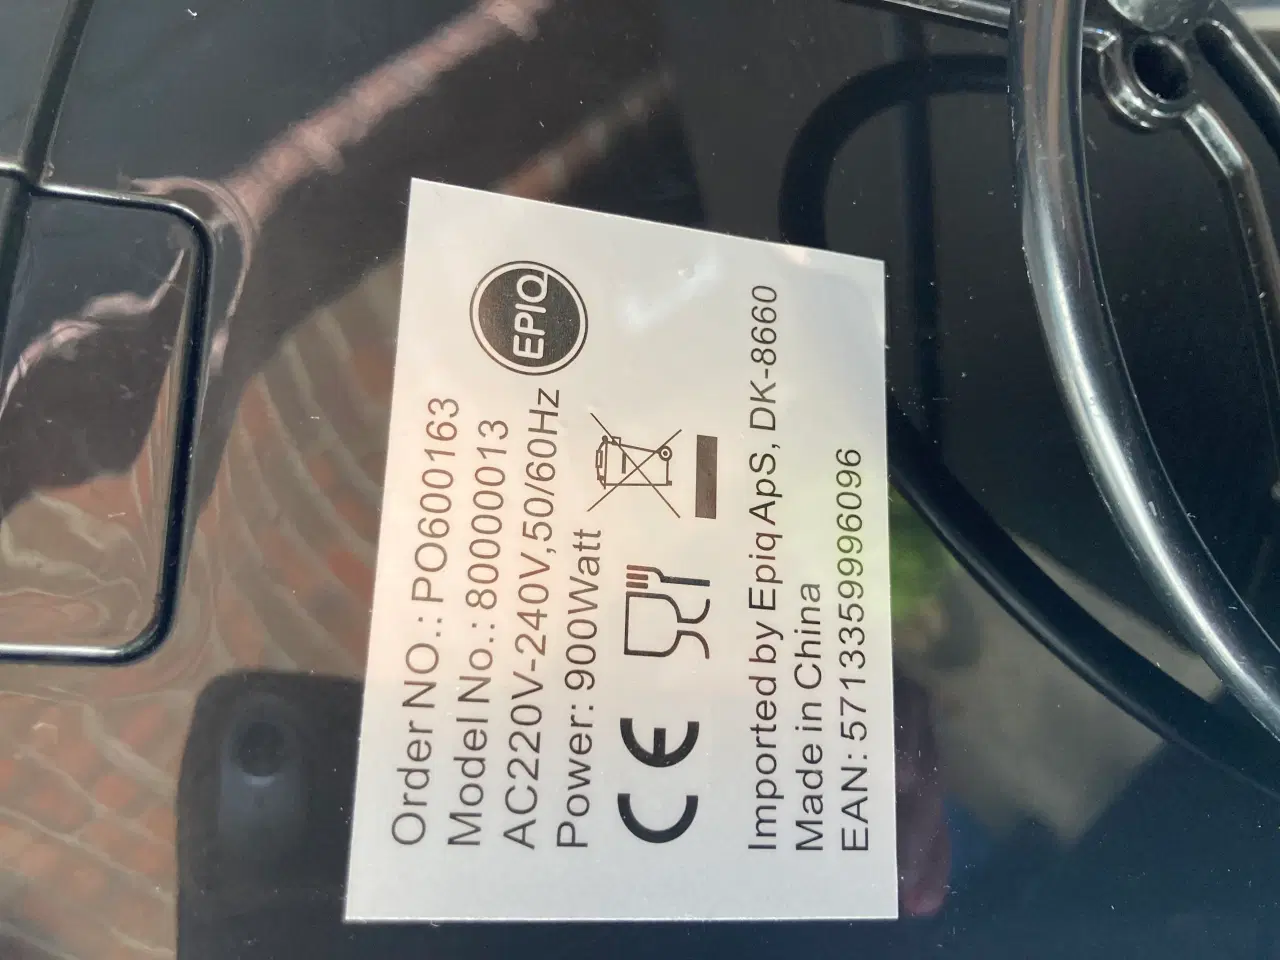 Order NO.: PO600163
Model No.: 80000013
AC220V-240V,50/60Hz
Power: 900Watt
EPIQ
CE
Imported by Epiq ApS, DK-8660
Made in China
EAN: 5713359996096